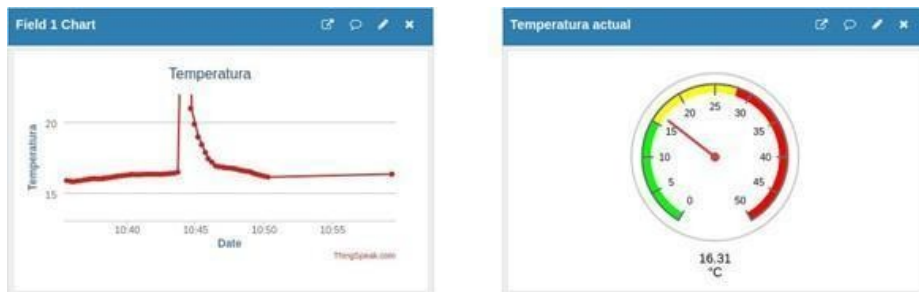 Field 1 Chart
Temperatura
Temperatura
20
15
10:40 10:45 10:50 10:55
Date
ThingSpeak.com
Temperatura actual
0 5 10 15 20 25 30 35 40 45 50
16.31
°C